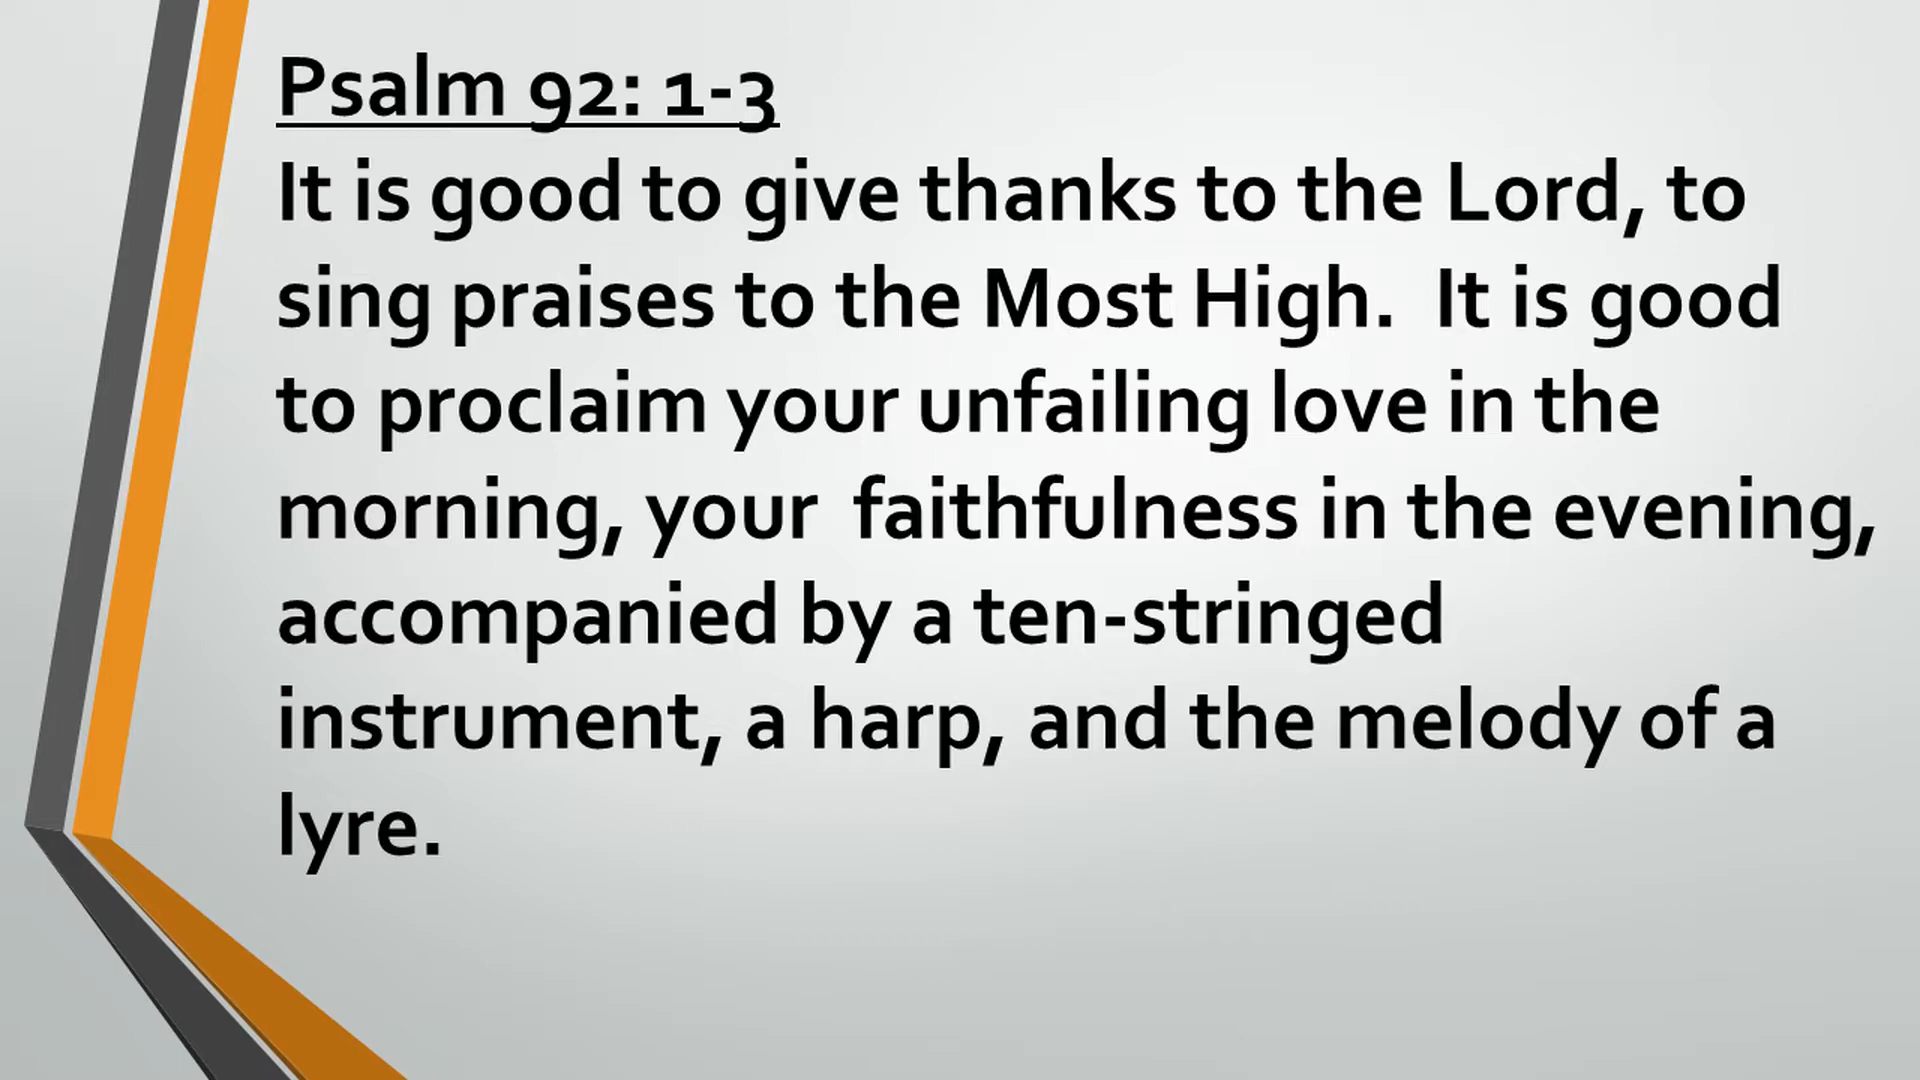 Psalm 92: 1-3
It is good to give thanks to the Lord, to
sing praises to the Most High.  It is good
to proclaim your unfailing love in the
morning, your  faithfulness in the evening,
accompanied by a ten-stringed
instrument, a harp, and the melody of a
lyre.